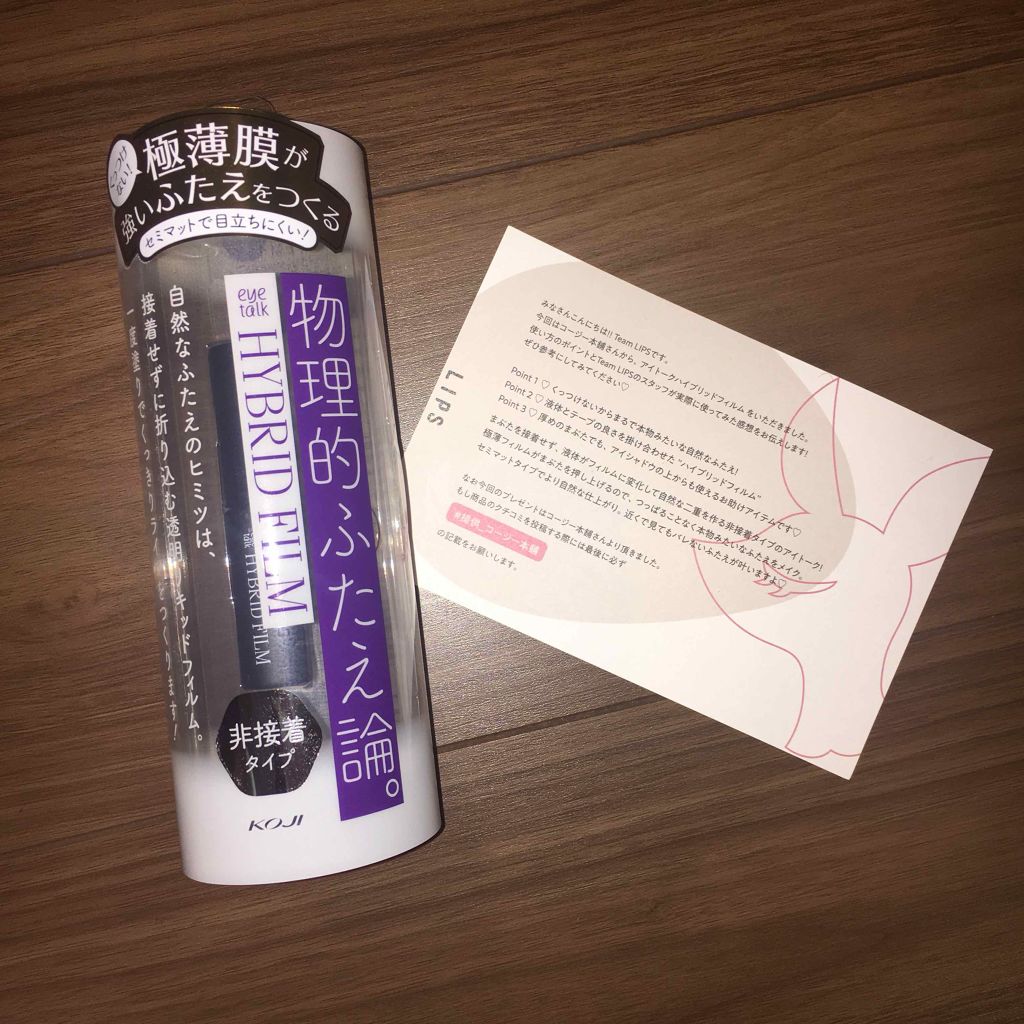 くっつけ
ない!
極薄膜が
強いふたえをつくる
セミマットで目立ちにくい!
eye
talk
HYBRID FILM
物理的ふたえ論。
自然なふたえのヒミツは、
接着せずに折り込む透明
キッドフィルム。
一度塗りでくっきりラ
をつくります!
talk HYBRID FILM
非接着
タイプ
KOJI
LIPS
みなさんこんにちは!! Team LIPSです。
今回はコージー本舗さんから、アイトークハイブリッドフィルム をいただきました。
使い方のポイントとTeam LIPSのスタッフが実際に使ってみた感想をお伝えします!
ぜひ参考にしてみてください♡
Point 1 ♡ くっつけないからまるで本物みたいな自然なふたえ!
Point 2 ♡ 液体とテープの良さを掛け合わせた"ハイブリッドフィルム"
Point 3 ♡ 厚めのまぶたでも、アイシャドウの上からも使えるお助けアイテムです♡
まぶたを接着せず、液体がフィルムに変化して自然な二重を作る非接着タイプのアイトーク!
極薄フィルムがまぶたを押し上げるので、つっぱることなく本物みたいなふたえをメイク。
セミマットタイプでより自然な仕上がり。近くで見てもバレないふたえが叶いますよ♡
なお今回のプレゼントはコージー本舗さんより頂きました。
もし商品のクチコミを投稿する際には最後に必ず
#提供_コージー本舗
の記載をお願いします。